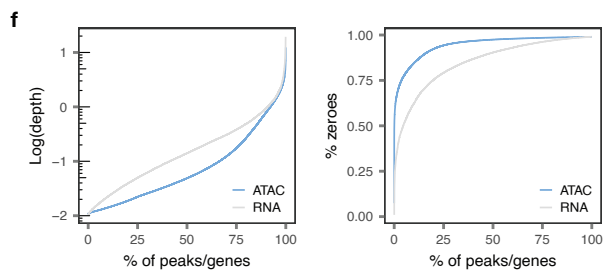 f
Log(depth)
1
0
−1
−2
0 25 50 75 100
% of peaks/genes
ATAC
RNA
% zeroes
1.00
0.75
0.50
0.25
0.00
0 25 50 75 100
% of peaks/genes
ATAC
RNA